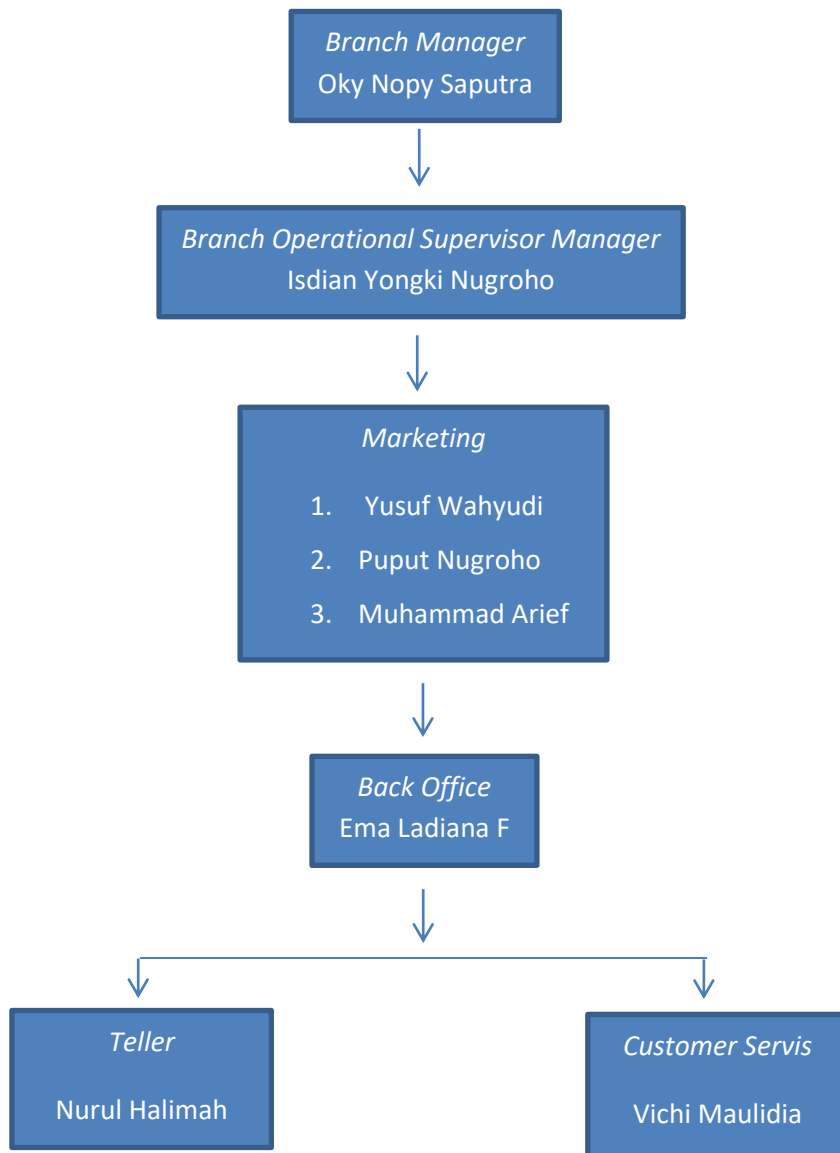 Branch Manager
Oky Nopy Saputra
Branch Operational Supervisor Manager
Isdian Yongki Nugroho
Marketing
1. Yusuf Wahyudi
2. Puput Nugroho
3. Muhammad Arief
Back Office
Ema Ladiana F
Teller
Nurul Halimah
Customer Servis
Vichi Maulidia